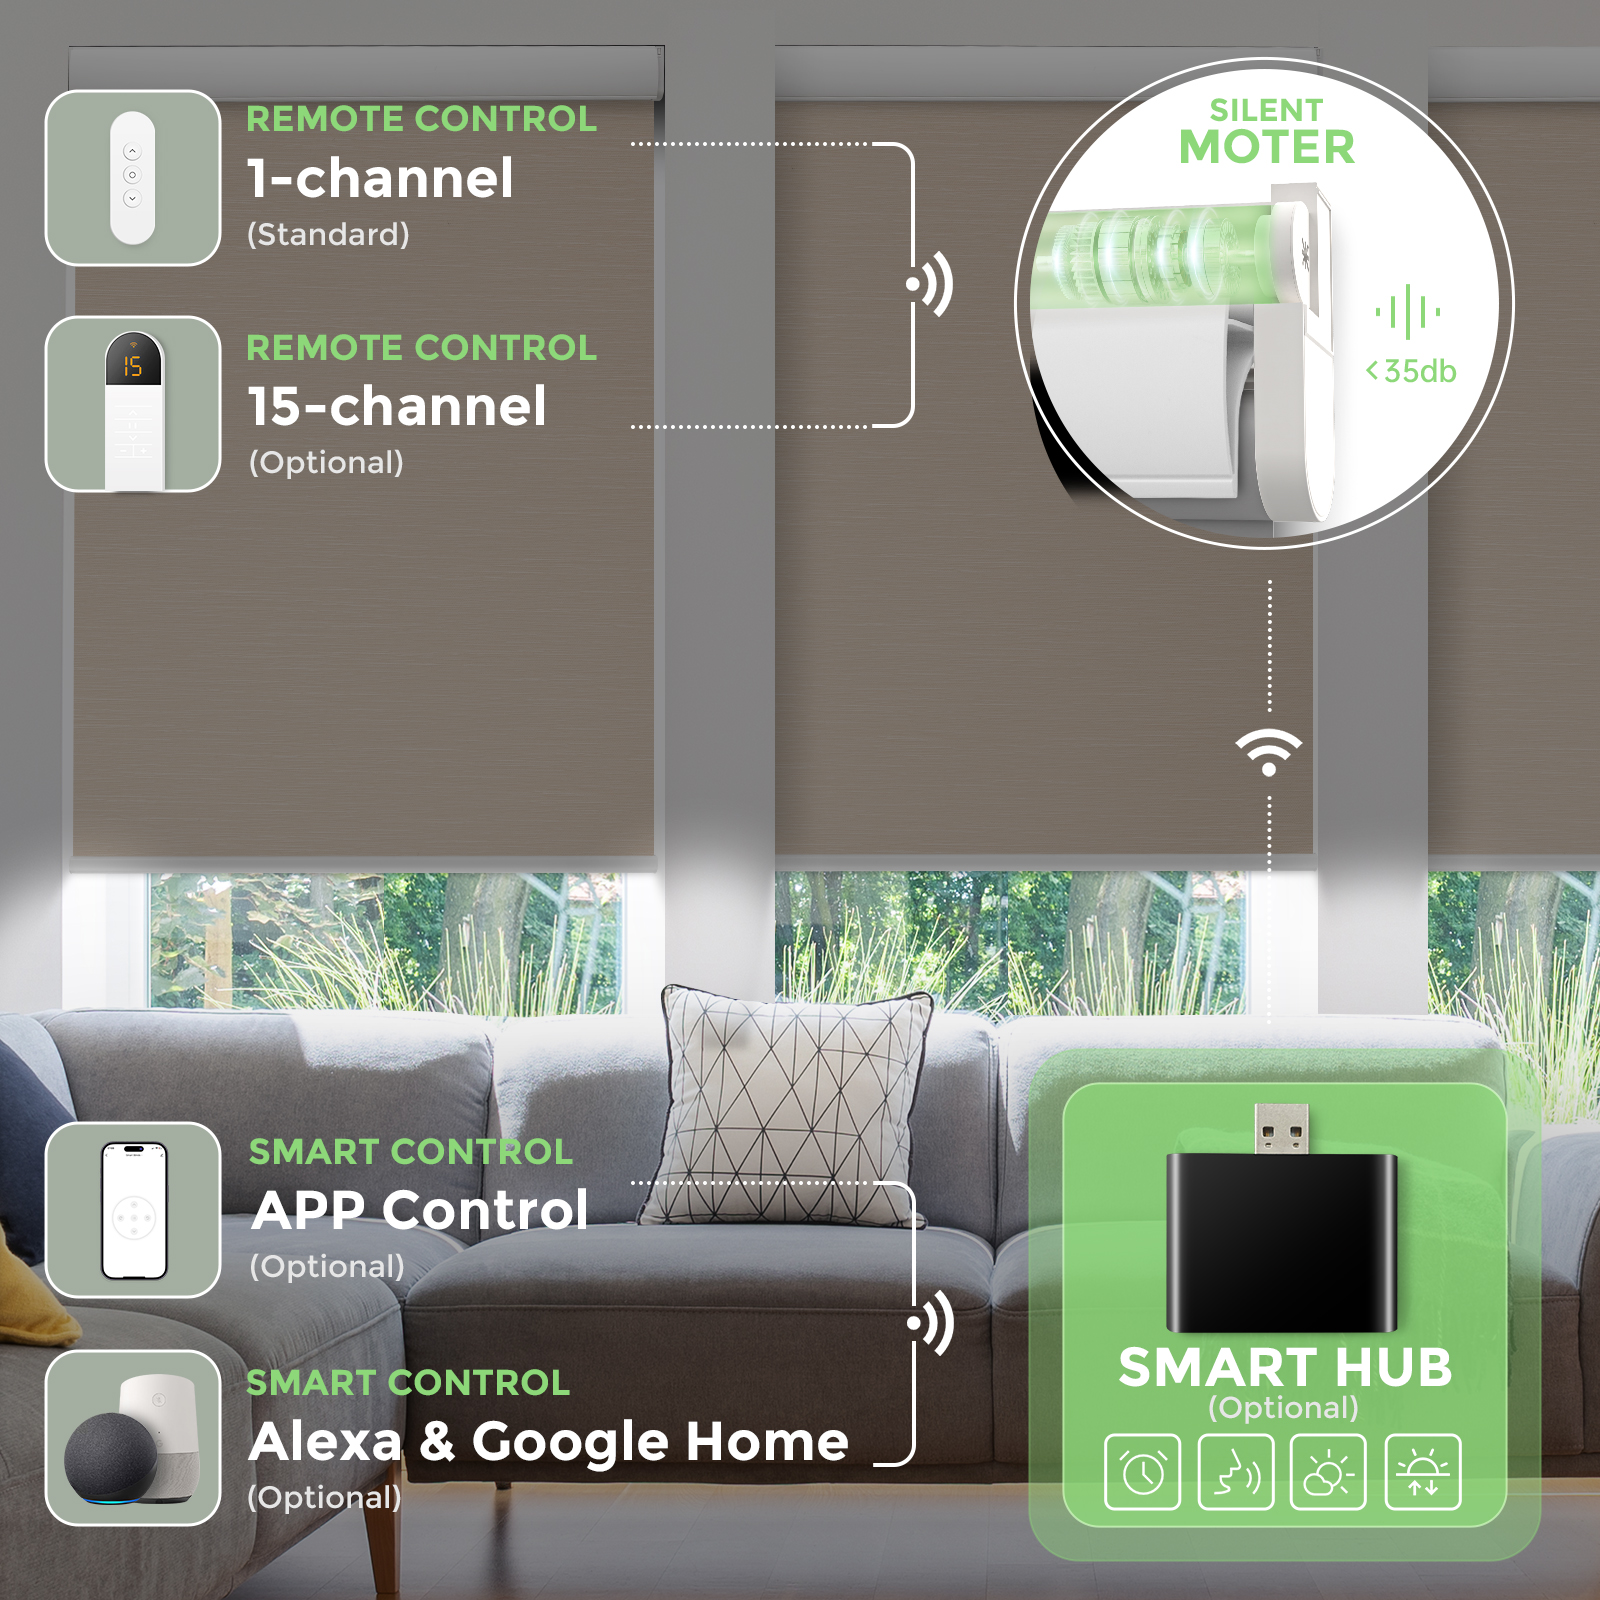 REMOTE CONTROL
1-channel
(Standard)
REMOTE CONTROL
15-channel
(Optional)
15
SILENT
MOTER
<35db
SMART CONTROL
APP Control
(Optional)
SMART CONTROL
Alexa & Google Home
(Optional)
SMART HUB
(Optional)